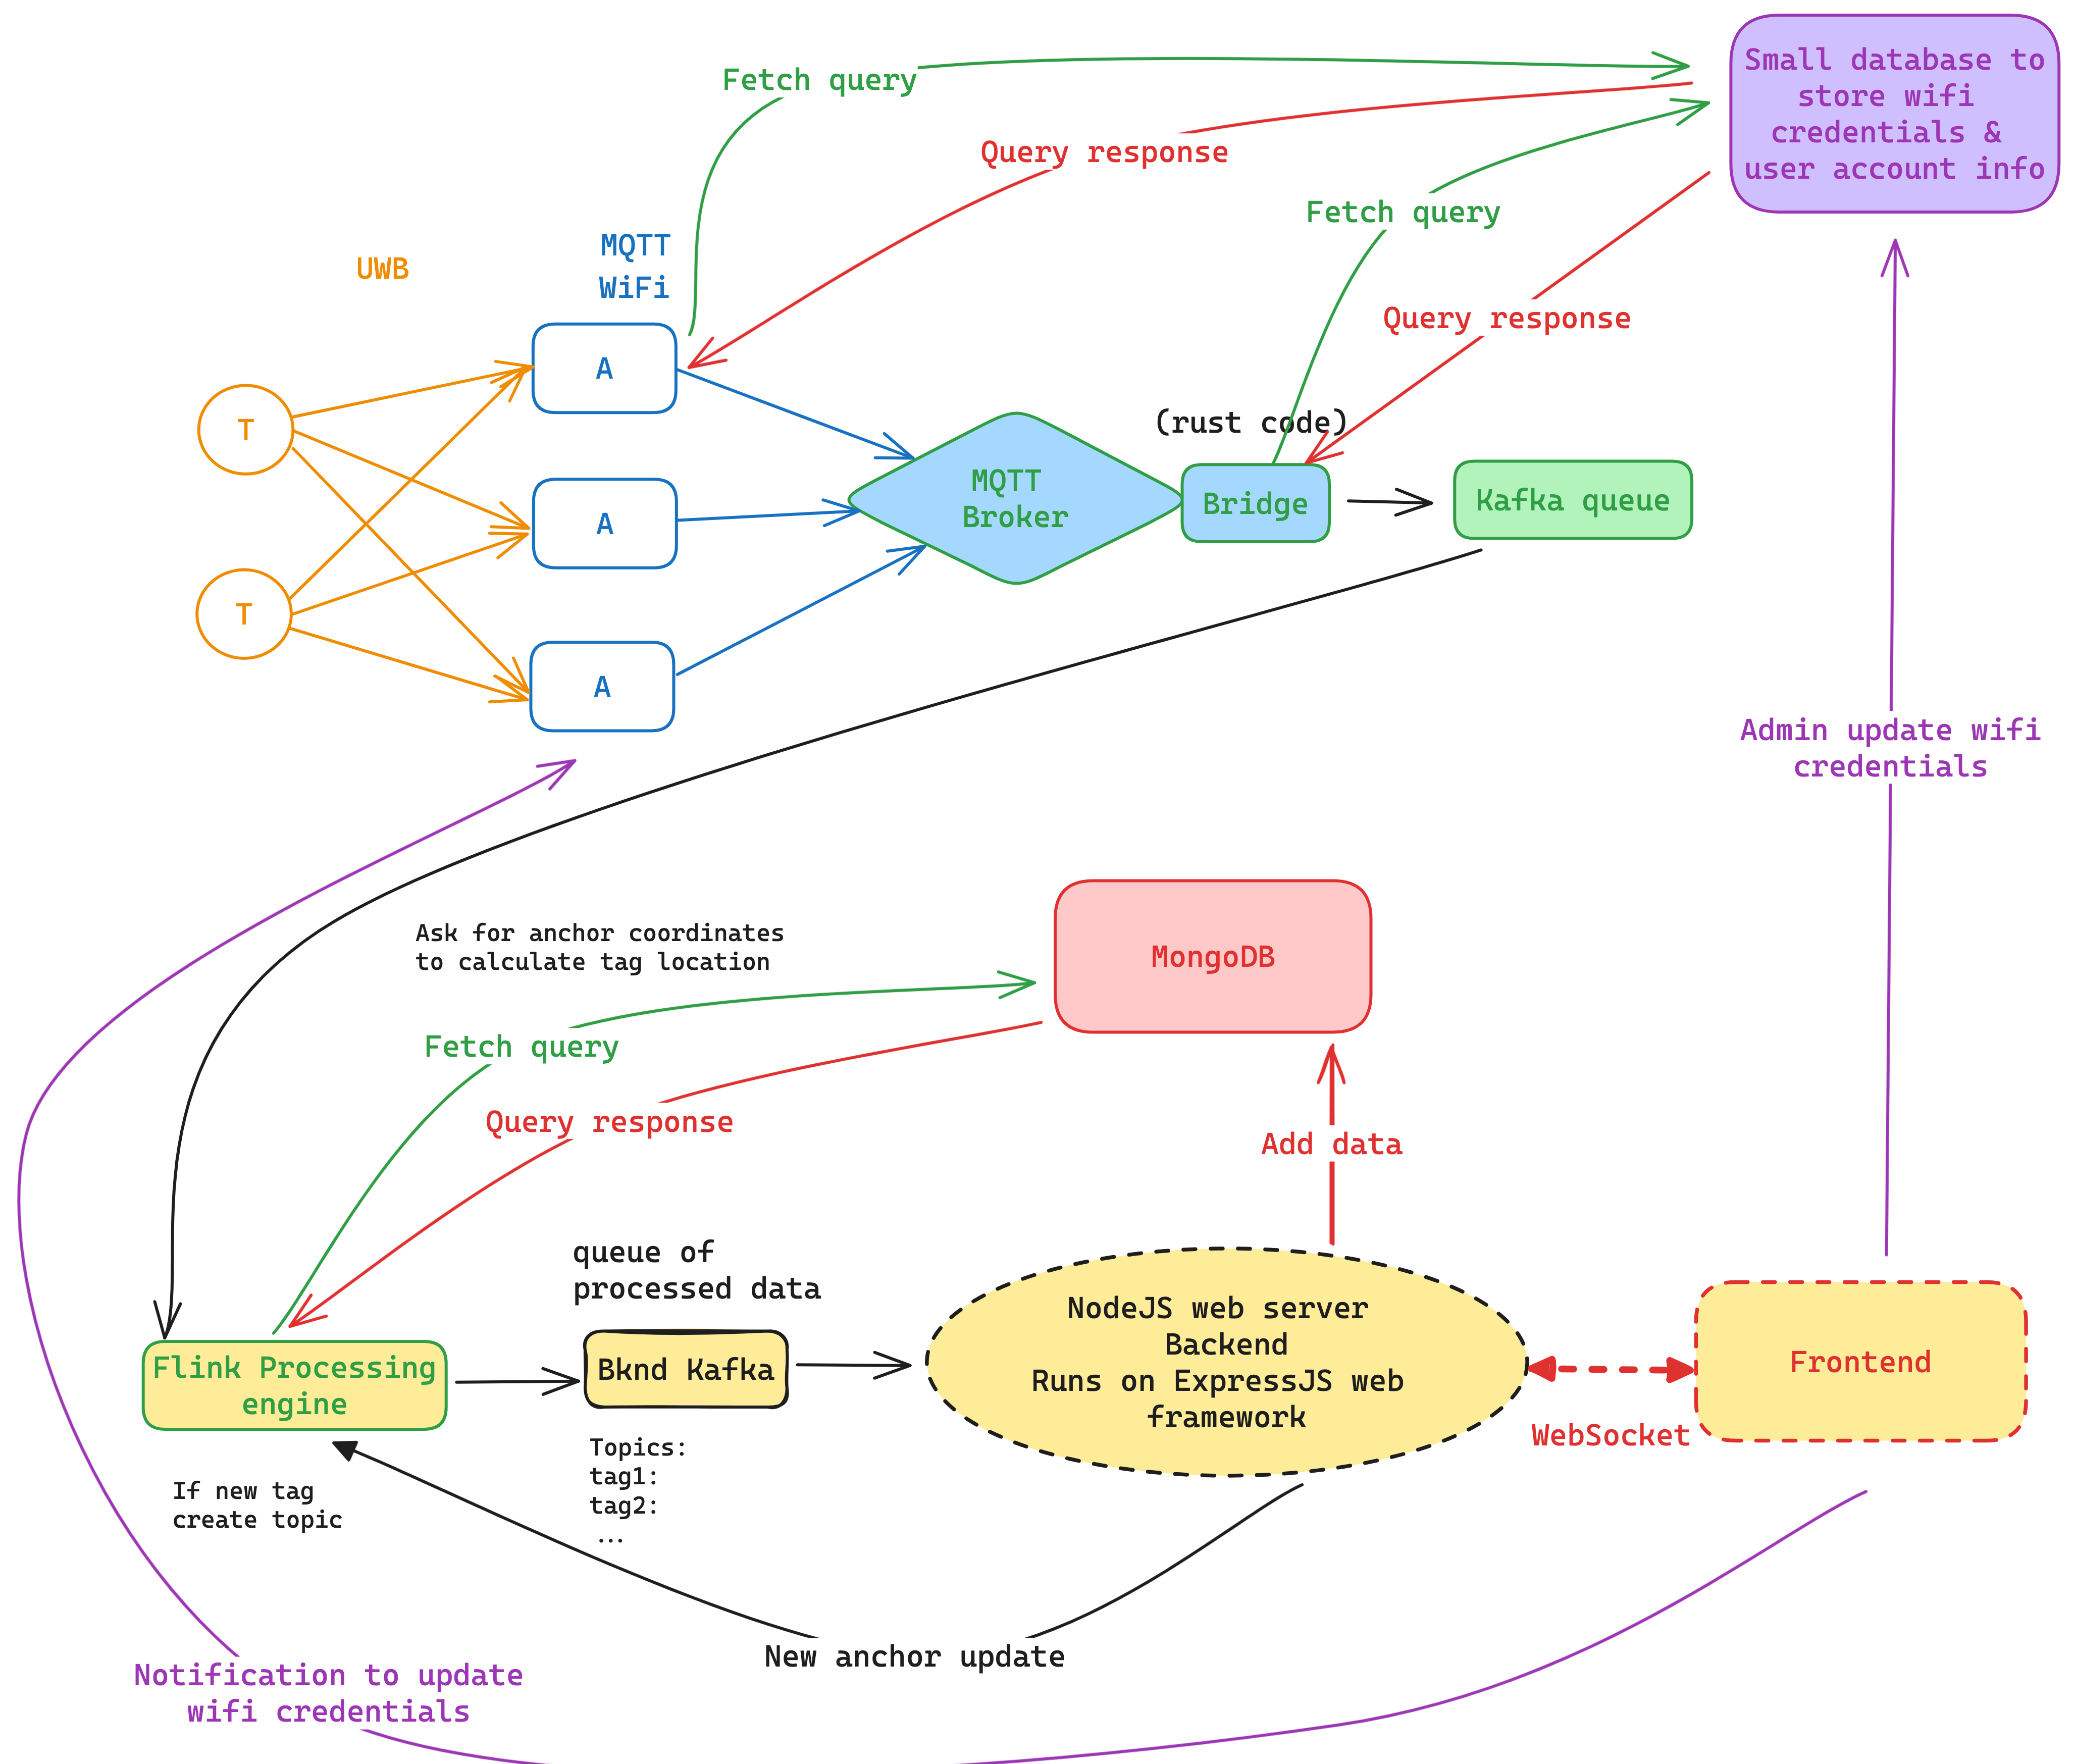 Small database to
store wifi
credentials &
user account info
Fetch query
Query response
Fetch query
Query response
MQTT
WiFi
UWB
A
T
(rust code)
MQTT
Broker
Bridge
Kafka queue
A
T
A
Admin update wifi
credentials
Ask for anchor coordinates
to calculate tag location
MongoDB
Fetch query
Query response
Add data
queue of
processed data
NodeJS web server
Backend
Runs on ExpressJS web
framework
Flink Processing
engine
Bknd Kafka
Frontend
WebSocket
Topics:
tag1:
tag2:
...
If new tag
create topic
New anchor update
Notification to update
wifi credentials